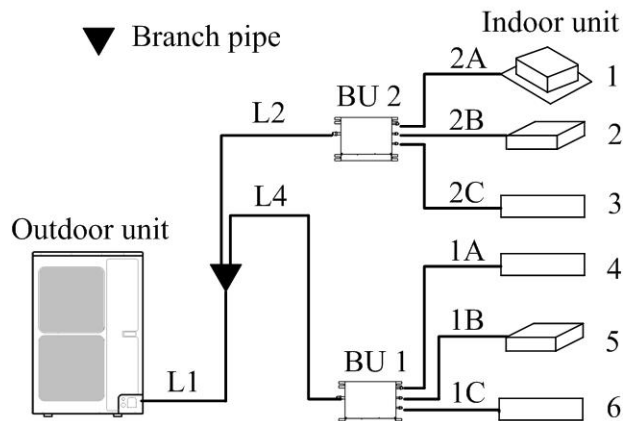 Branch pipe
Indoor unit
2A
1
BU 2
L2
2B
2
2C
3
L4
Outdoor unit
1A
4
1B
5
BU 1
L1
1C
6